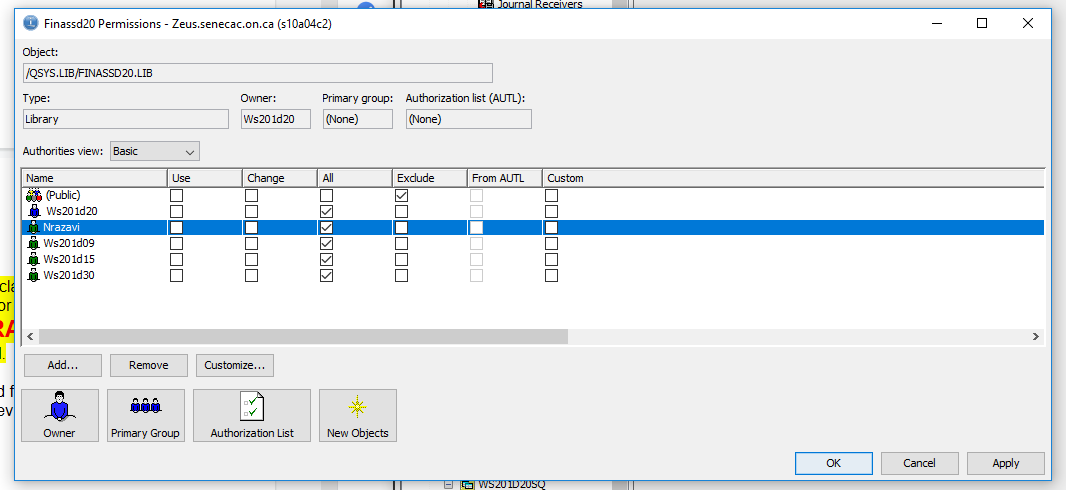 Journal Receivers
Finassd20 Permissions - Zeus.senecac.on.ca (s10a04c2)
Object:
/QSYS.LIB/FINASSD20.LIB
Type: Owner: Primary group: Authorization list (AUTL):
Library Ws201d20 (None) (None)
Authorities view: Basic
Name Use Change All Exclude From AUTL Custom
(Public)
Ws201d20
Nrazavi
Ws201d09
Ws201d15
Ws201d30
Add... Remove Customize...
Owner Primary Group Authorization List New Objects
OK Cancel Apply
WS201D20SQ